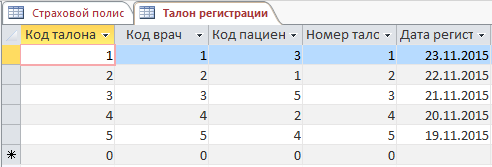 Страховой полис Талон регистрации
Код талона Код врач Код пациен Номер тало Дата регист
1 1 3 1 23.11.2015
2 2 1 2 22.11.2015
3 3 5 3 21.11.2015
4 4 2 4 20.11.2015
5 5 4 5 19.11.2015
0 0 0 0